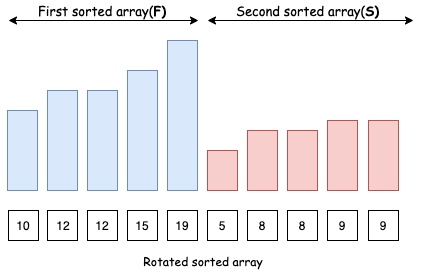 First sorted array(F) Second sorted array(S)
10 12 12 15 19 5 8 8 9 9
Rotated sorted array